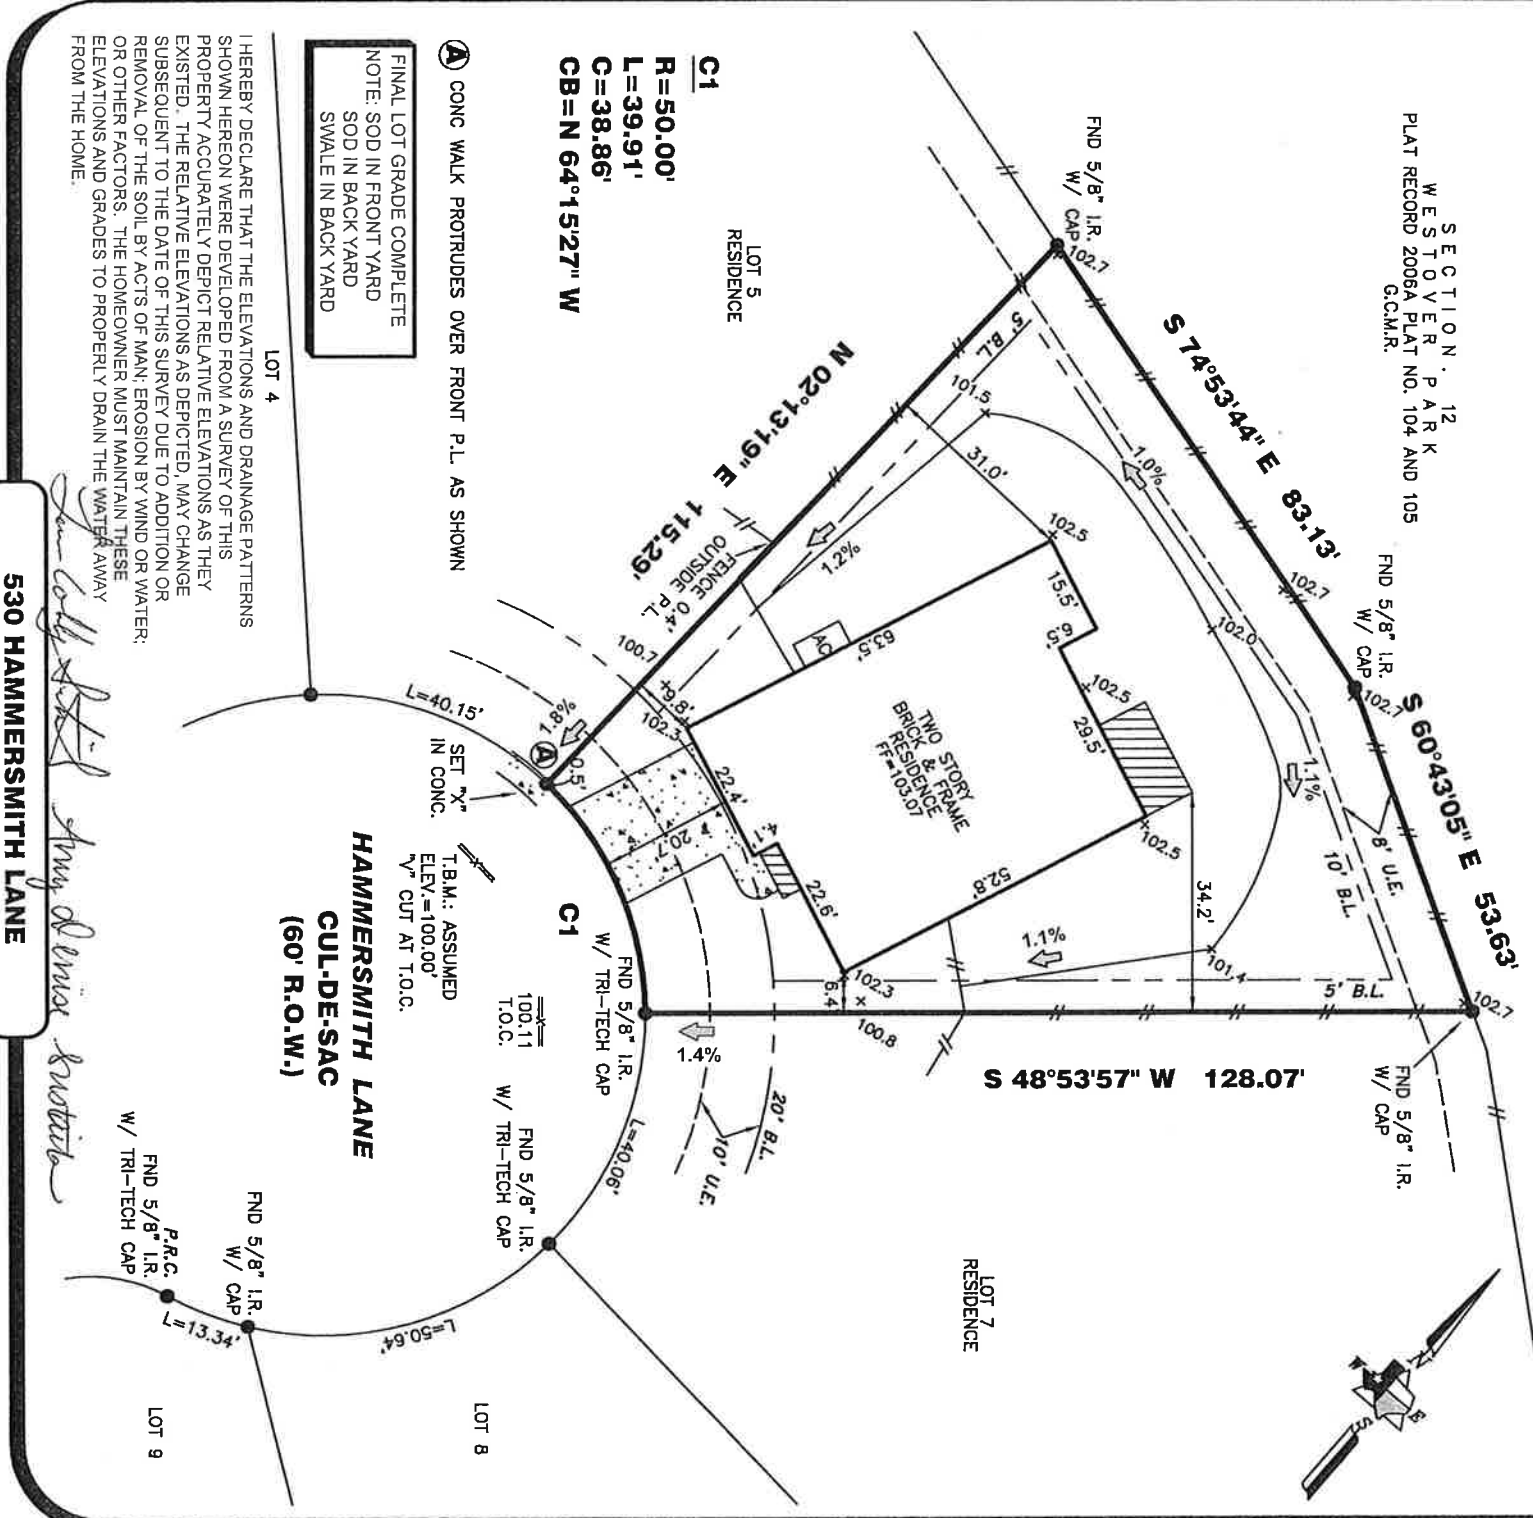 SECTION. 12
WESTOVER PARK
PLAT RECORD 2006A PLAT NO. 104 AND 105
G.C.M.R.
FND 5/8" I.R.
W/ CAP
102.7
S 74°53'44" E 83.13'
102.7
FND 5/8" I.R.
W/ CAP
102.7
S 60°43'05" E 53.63'
102.7
FND 5/8" I.R.
W/ CAP
C1
R=50.00'
L=39.91'
C=38.86'
CB=N 64°15'27" W
LOT 5
RESIDENCE
5' B.L.
101.5
31.0'
1.0%
102.0
1.1%
8' U.E.
10' B.L.
N 02°13'19" E 115.29'
FENCE 0.4'
OUTSIDE P.L.
1.2%
102.5
15.5'
6.5'
102.5
29.5'
102.5
63.5'
AC
TWO STORY
BRICK & FRAME
RESIDENCE
FF=103.07
52.8'
34.2'
101.4
1.1%
5' B.L.
100.7
9.8'
102.3
22.4'
4.1'
22.6'
102.3
6.4'
100.8
20.7'
1.8%
A
0.5'
S 48°53'57" W 128.07'
1.4%
20' B.L.
10' U.E.
A CONC WALK PROTRUDES OVER FRONT P.L. AS SHOWN
FINAL LOT GRADE COMPLETE
NOTE: SOD IN FRONT YARD
SOD IN BACK YARD
SWALE IN BACK YARD
LOT 4
L=40.15'
SET "X"
IN CONC.
C1
FND 5/8" I.R.
W/ TRI-TECH CAP
T.B.M.: ASSUMED
ELEV.=100.00'
"V" CUT AT T.O.C.
100.11
T.O.C.
HAMMERSMITH LANE
CUL-DE-SAC
(60' R.O.W.)
L=40.06'
FND 5/8" I.R.
W/ TRI-TECH CAP
LOT 7
RESIDENCE
N
E
S
W
LOT 8
L=50.64'
FND 5/8" I.R.
W/ CAP
L=13.34'
P.R.C.
FND 5/8" I.R.
W/ TRI-TECH CAP
LOT 9
I HEREBY DECLARE THAT THE ELEVATIONS AND DRAINAGE PATTERNS
SHOWN HEREON WERE DEVELOPED FROM A SURVEY OF THIS
PROPERTY ACCURATELY DEPICT RELATIVE ELEVATIONS AS THEY
EXISTED. THE RELATIVE ELEVATIONS AS DEPICTED, MAY CHANGE
SUBSEQUENT TO THE DATE OF THIS SURVEY DUE TO ADDITION OR
REMOVAL OF THE SOIL BY ACTS OF MAN; EROSION BY WIND OR WATER;
OR OTHER FACTORS. THE HOMEOWNER MUST MAINTAIN THESE
ELEVATIONS AND GRADES TO PROPERLY DRAIN THE WATER AWAY
FROM THE HOME.
Amy Denise
530 HAMMERSMITH LANE